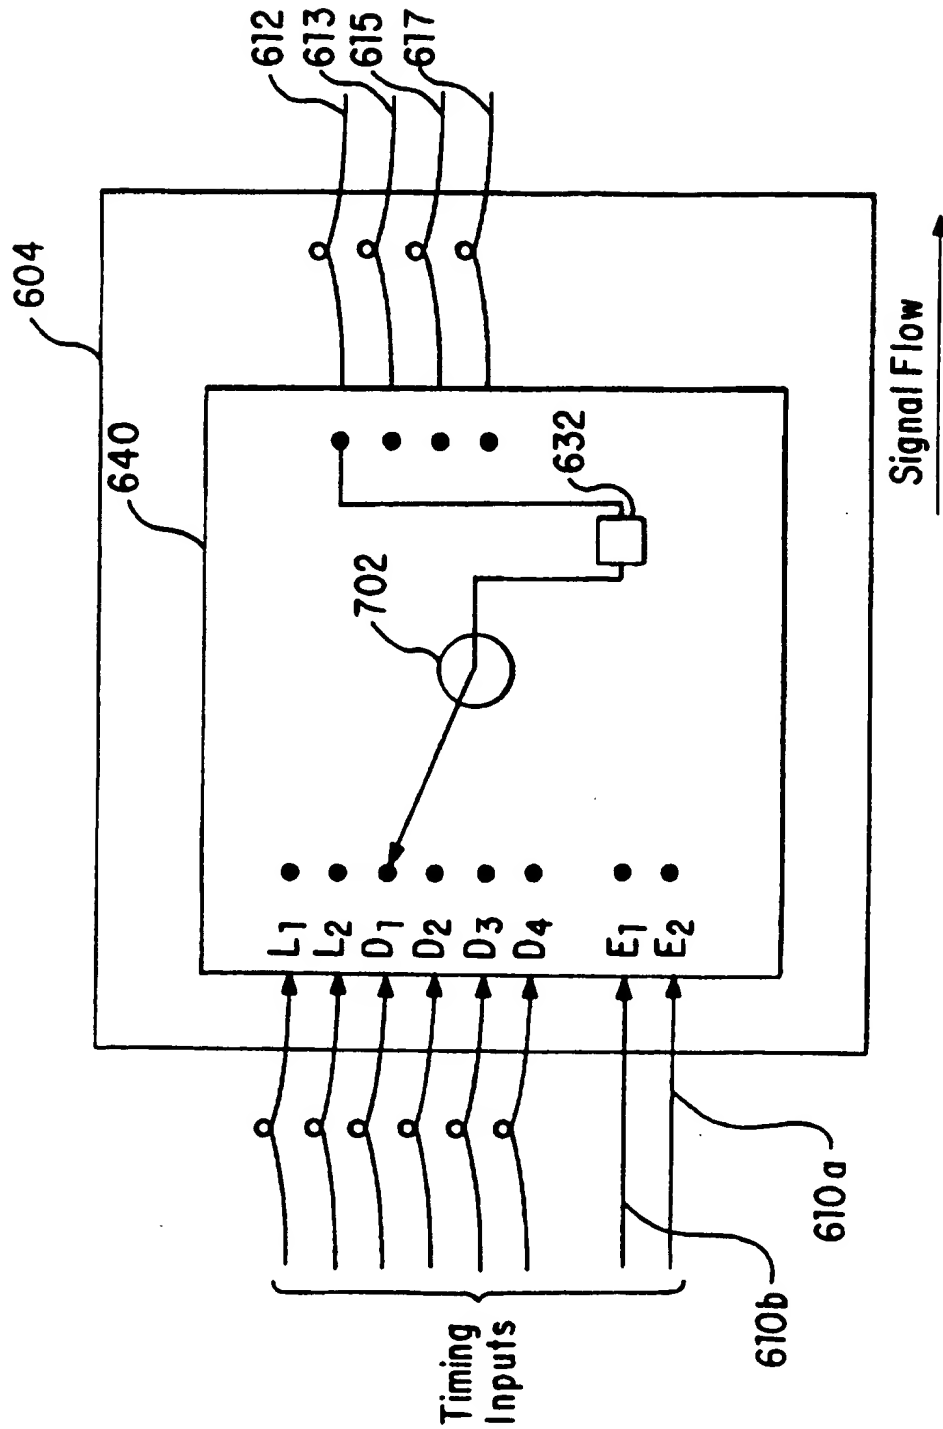 604
640
702
632
612
613
615
617
L1
L2
D1
D2
D3
D4
E1
E2
Timing
Inputs
610b
610a
Signal Flow